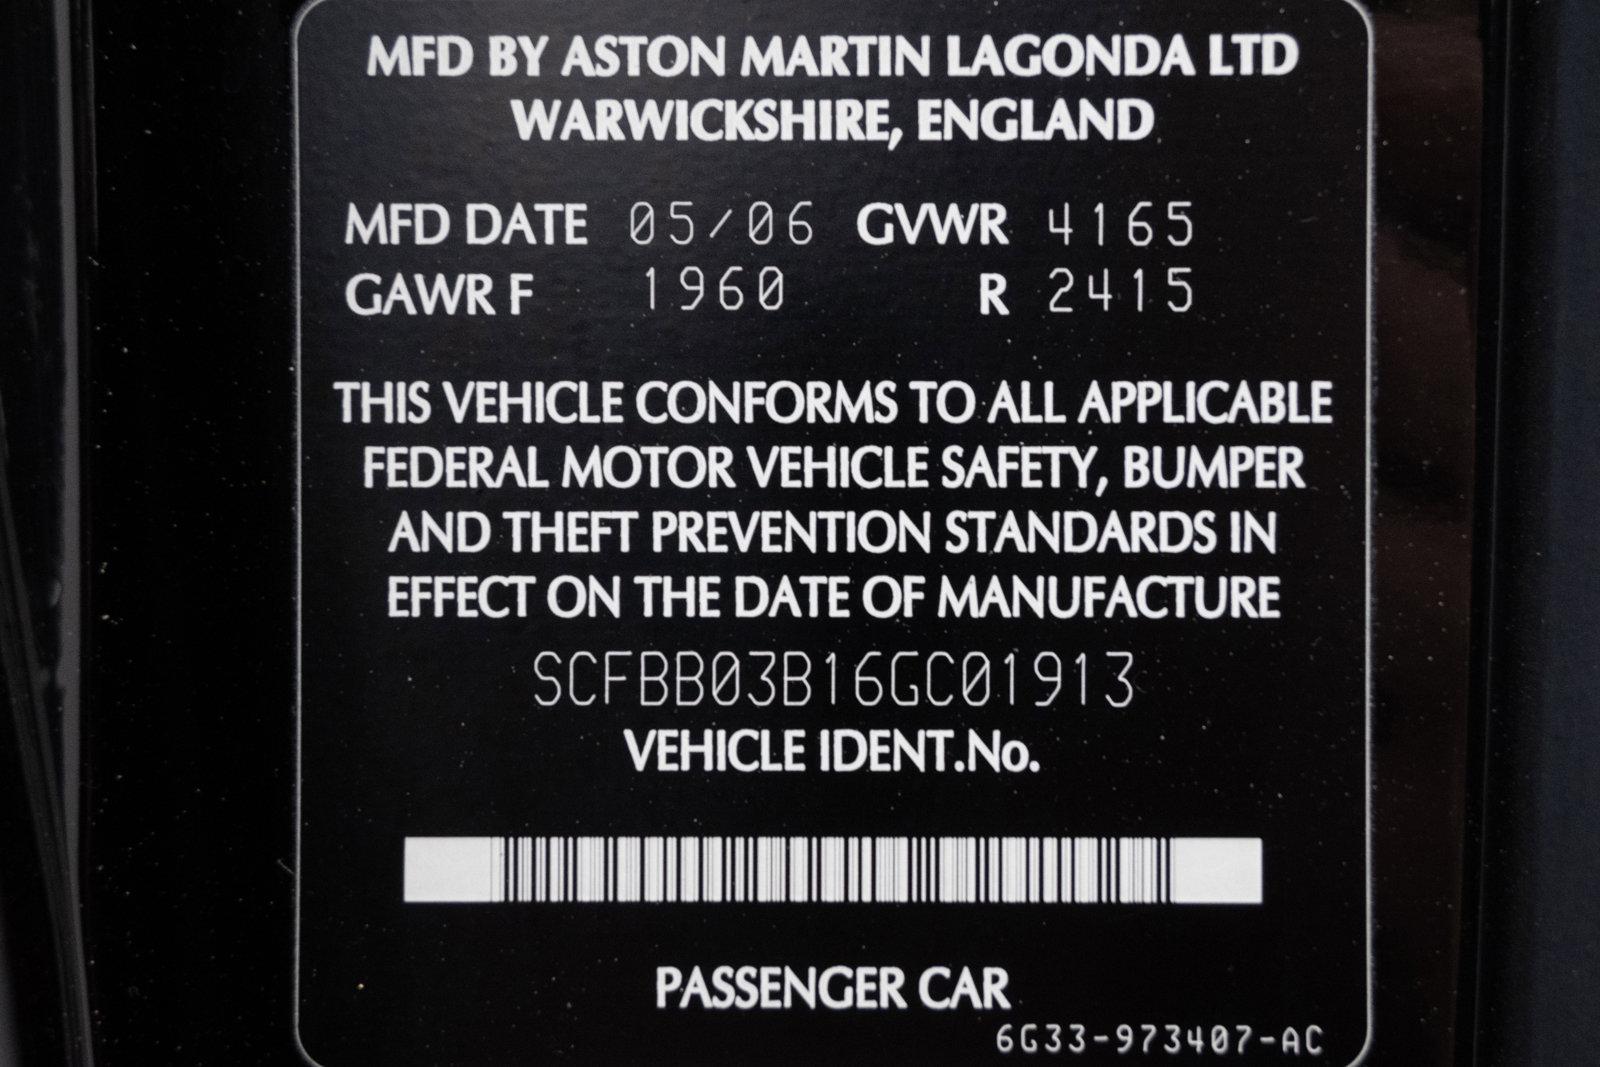 MFD BY ASTON MARTIN LAGONDA LTD
WARWICKSHIRE, ENGLAND
MFD DATE 05/06 GVWR 4165
GAWR F 1960 R 2415
THIS VEHICLE CONFORMS TO ALL APPLICABLE
FEDERAL MOTOR VEHICLE SAFETY, BUMPER
AND THEFT PREVENTION STANDARDS IN
EFFECT ON THE DATE OF MANUFACTURE
SCFBB03B16GC01913
VEHICLE IDENT.No.
PASSENGER CAR
6G33-973407-AC